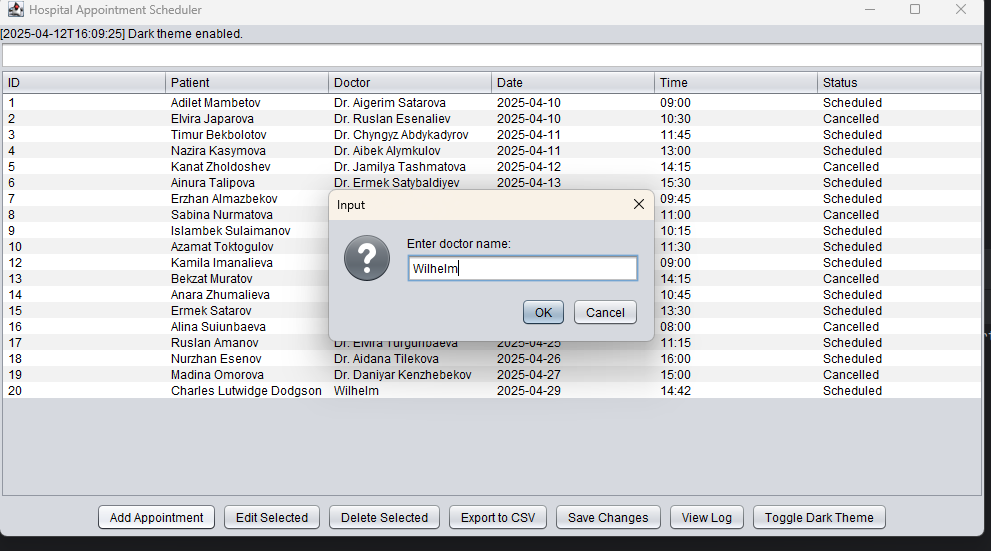 Hospital Appointment Scheduler
[2025-04-12T16:09:25] Dark theme enabled.
ID Patient Doctor Date Time Status
1 Adilet Mambetov Dr. Aigerim Satarova 2025-04-10 09:00 Scheduled
2 Elvira Japarova Dr. Ruslan Esenaliev 2025-04-10 10:30 Cancelled
3 Timur Bekbolotov Dr. Chyngyz Abdykadyrov 2025-04-11 11:45 Scheduled
4 Nazira Kasymova Dr. Aibek Alymkulov 2025-04-11 13:00 Scheduled
5 Kanat Zholdoshev Dr. Jamilya Tashmatova 2025-04-12 14:15 Cancelled
6 Ainura Talipova Dr. Ermek Satybaldiyev 2025-04-13 15:30 Scheduled
7 Erzhan Almazbekov 09:45 Scheduled
8 Sabina Nurmatova 11:00 Cancelled
9 Islambek Sulaimanov 10:15 Scheduled
10 Azamat Toktogulov 11:30 Scheduled
12 Kamila Imanalieva 09:00 Scheduled
13 Bekzat Muratov 14:15 Cancelled
14 Anara Zhumalieva 10:45 Scheduled
15 Ermek Satarov 13:30 Scheduled
16 Alina Suiunbaeva 08:00 Cancelled
17 Ruslan Amanov Dr. Elvira Turgunbaeva 2025-04-25 11:15 Scheduled
18 Nurzhan Esenov Dr. Aidana Tilekova 2025-04-26 16:00 Scheduled
19 Madina Omorova Dr. Daniyar Kenzhebekov 2025-04-27 15:00 Cancelled
20 Charles Lutwidge Dodgson Wilhelm 2025-04-29 14:42 Scheduled
Input
Enter doctor name:
Wilhelm
OK Cancel
Add Appointment Edit Selected Delete Selected Export to CSV Save Changes View Log Toggle Dark Theme